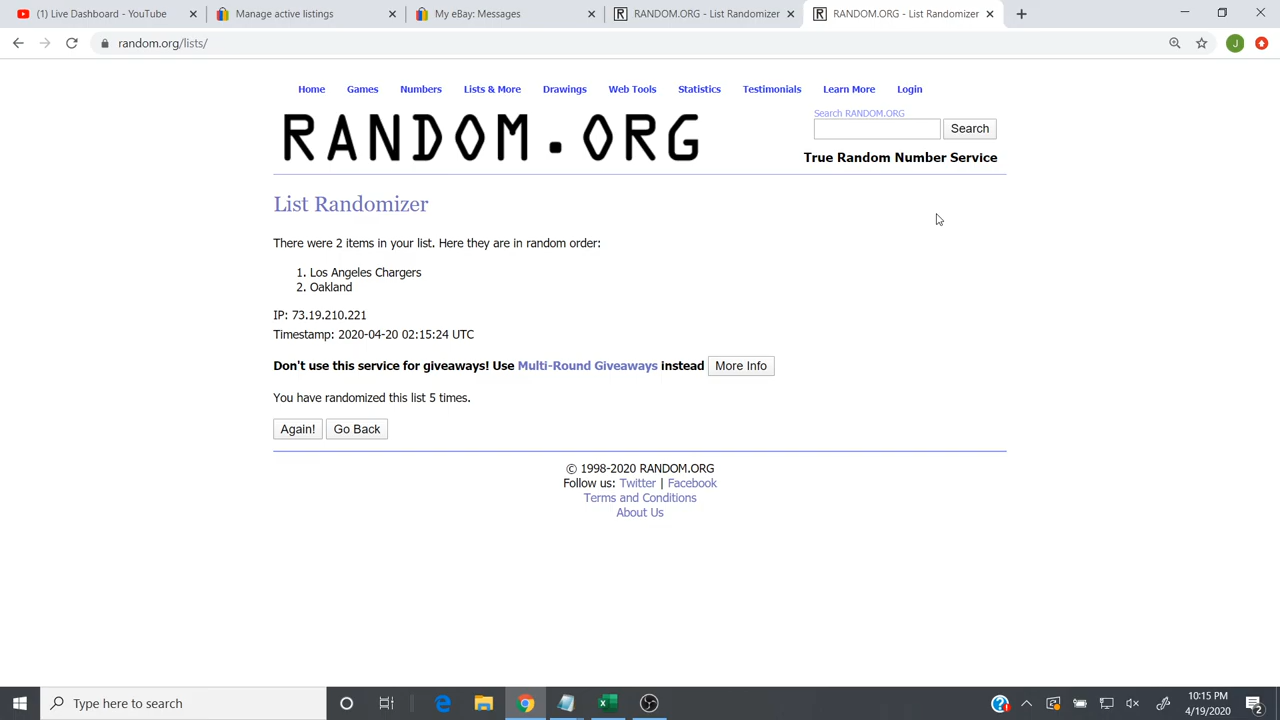 (1) Live Dashboard - YouTube
Manage active listings
My eBay: Messages
RANDOM.ORG - List Randomizer
RANDOM.ORG - List Randomizer
random.org/lists/
J
Home Games Numbers Lists & More Drawings Web Tools Statistics Testimonials Learn More Login
Search RANDOM.ORG
RANDOM.ORG
Search
True Random Number Service
List Randomizer
There were 2 items in your list. Here they are in random order:
1. Los Angeles Chargers
2. Oakland
IP: 73.19.210.221
Timestamp: 2020-04-20 02:15:24 UTC
Don't use this service for giveaways! Use Multi-Round Giveaways instead More Info
You have randomized this list 5 times.
Again! Go Back
© 1998-2020 RANDOM.ORG
Follow us: Twitter | Facebook
Terms and Conditions
About Us
Type here to search
10:15 PM
4/19/2020
2